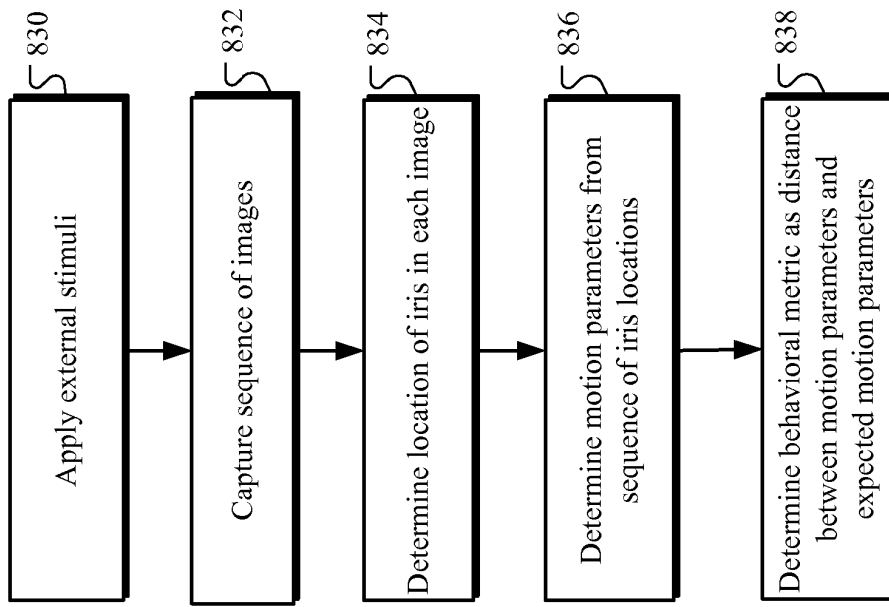 Apply external stimuli
830
Capture sequence of images
832
Determine location of iris in each image
834
Determine motion parameters from
sequence of iris locations
836
Determine behavioral metric as distance
between motion parameters and
expected motion parameters
838